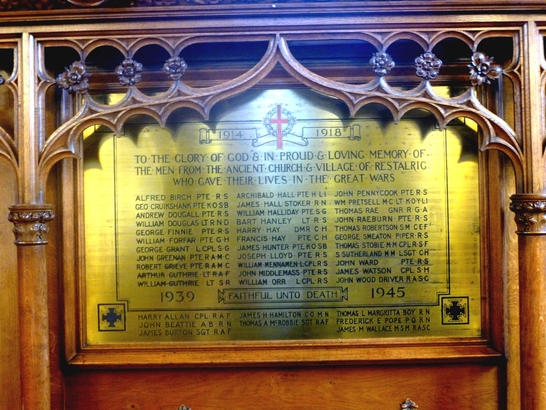 1914 1918
TO THE GLORY OF GOD & IN PROUD & LOVING MEMORY OF
THE MEN FROM THE ANCIENT CHURCH & VILLAGE OF RESTALRIG
WHO GAVE THEIR LIVES IN THE GREAT WARS
ALFRED BIRCH PTE R S
GEO CRUIKSHANK PTE K O S B
ANDREW DOUGALL PTE R S
WILLIAM DOUGLAS LT R N D
GEORGE FINNIE PTE R S
WILLIAM FORFAR PTE G H
GEORGE GRANT L CPL S G
JOHN GREENAN PTE R A M C
ROBERT GRIEVE PTE R A M C
ARTHUR GUTHRIE LT R A F
WILLIAM GUTHRIE LT S R
ARCHIBALD HALL PTE H L I
JAMES HALL STOKER R N
WILLIAM HALLIDAY PTE S G
BART HANLEY LT R S
HARRY HAY DMR C H
FRANCIS HAY PTE C H
JAMES HUNTER PTE K O S B
JOSEPH LLOYD PTE R S
WILLIAM L CPL R S
JOHN MIDDLEMASS PTE R S
WILLIAM ORR L CPL R S
JOHN PENNYCOOK PTE R S
WM PRETSELL M C LT K O Y L I
THOMAS RAE GNR R G A
JOHN RAEBURN PTE R S
THOMAS ROBERTSON S M C E F
GEORGE SMEATON PIPER R S
THOMAS STOBIE M M CPL R S F
S SUTHERLAND M M L SGT C H
JOHN WARD PTE R S
JAMES WATSON CPL S H
JOHN WOOD DRIVER R A S C
1939 FAITHFUL UNTO DEATH 1945
HARRY ALLAN CPL R A F
JOHN BEATTIE A B R N
JAMES BURTON SGT R A F
JAMES H HAMILTON C O M N
THOMAS A McROBBIE SGT R A F
THOMAS L MARGRITTA BOY R N
FREDERICK E POPE P O R N
JAMES M WALLACE M S M R A S C